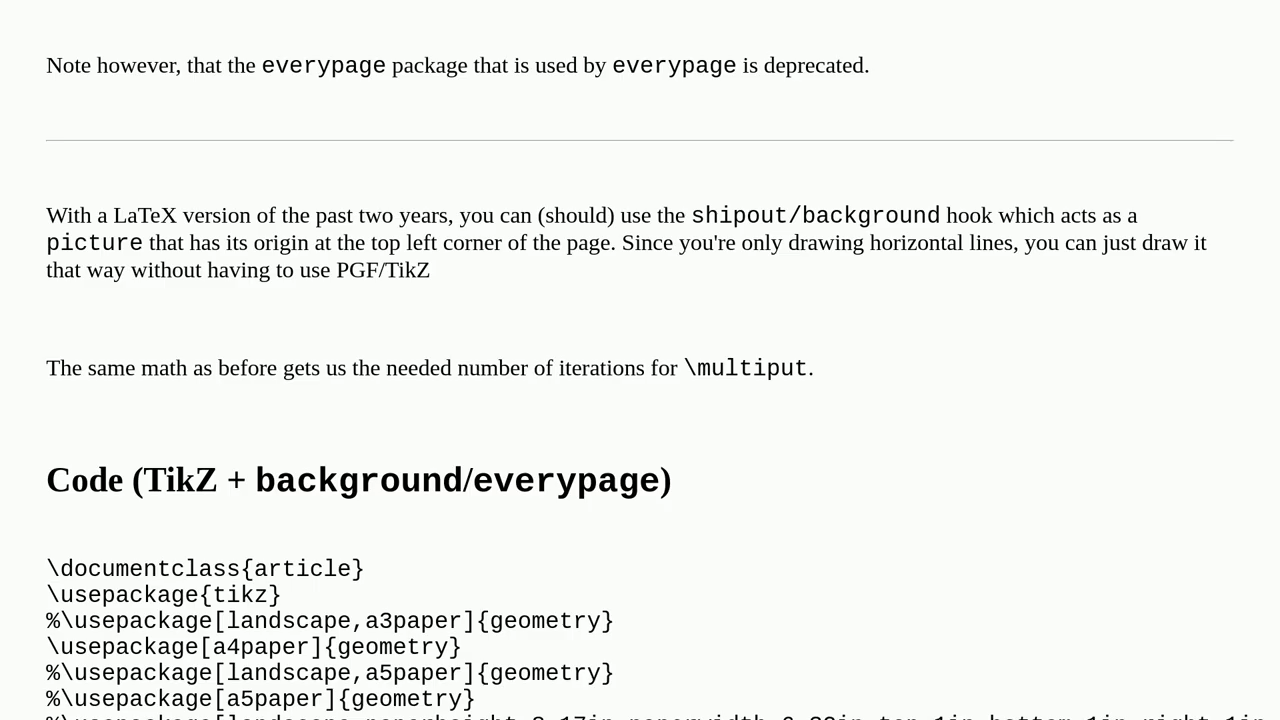 Note however, that the everypage package that is used by everypage is deprecated.
With a LaTeX version of the past two years, you can (should) use the shipout/background hook which acts as a
picture that has its origin at the top left corner of the page. Since you're only drawing horizontal lines, you can just draw it
that way without having to use PGF/TikZ
The same math as before gets us the needed number of iterations for \multiput.
Code (TikZ + background/everypage)
\documentclass{article}
\usepackage{tikz}
%\usepackage[landscape,a3paper]{geometry}
\usepackage[a4paper]{geometry}
%\usepackage[landscape,a5paper]{geometry}
%\usepackage[a5paper]{geometry}